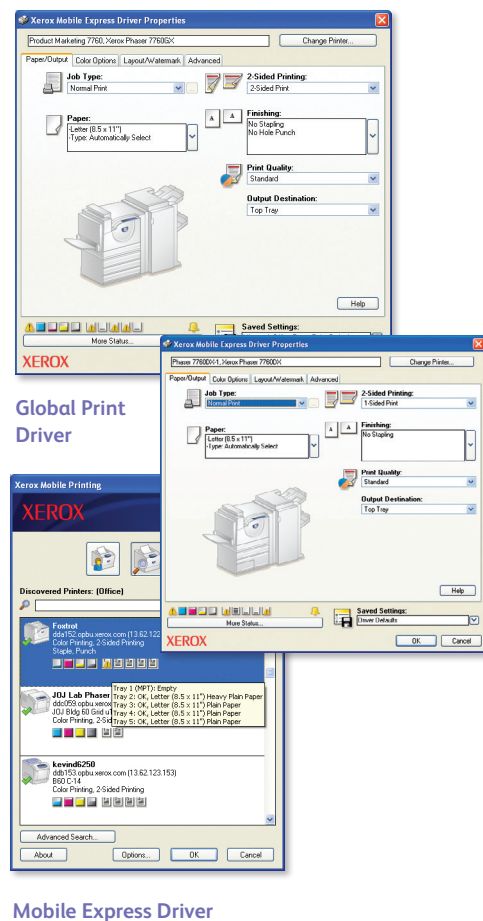 Xerox Mobile Express Driver Properties
Product Marketing 7760, Xerox Phaser 7760GX
Change Printer...
Paper/Output
Color Options
Layout/Watermark
Advanced
Job Type:
Normal Print
2-Sided Printing:
2-Sided Print
Paper:
-Letter (8.5 x 11")
-Type: Automatically Select
A
A
Finishing:
No Stapling
No Hole Punch
Print Quality:
Standard
Output Destination:
Top Tray
Help
Saved Settings:
More Status...
XEROX
Global Print
Driver
Xerox Mobile Express Driver Properties
Phaser 7760DX-1, Xerox Phaser 7760DX
Change Printer...
Paper/Output
Color Options
Layout/Watermark
Advanced
Job Type:
Normal Print
2-Sided Printing:
1-Sided Print
Paper:
-Letter (8.5 x 11")
-Type: Automatically Select
A
A
Finishing:
No Stapling
Print Quality:
Standard
Output Destination:
Top Tray
Help
Saved Settings:
Driver Defaults
More Status...
XEROX
OK
Cancel
Xerox Mobile Printing
XEROX
Discovered Printers: (Office)
Foxtrot
dda152.opbu.xerox.com (13.62.122
Color Printing, 2-Sided Printing
Staple, Punch
JOJ Lab Phaser
ddc059.opbu.xerox
JOJ Bldg 60 Grid u
Color Printing, 2-Sid
Tray 1 (MPT): Empty
Tray 2: OK, Letter (8.5 x 11") Heavy Plain Paper
Tray 3: OK, Letter (8.5 x 11") Plain Paper
Tray 4: OK, Letter (8.5 x 11") Plain Paper
Tray 5: OK, Letter (8.5 x 11") Plain Paper
kevind6250
ddb153.opbu.xerox.com (13.62.123.153)
B60 C-14
Color Printing, 2-Sided Printing
Advanced Search...
About
Options...
OK
Cancel
Mobile Express Driver